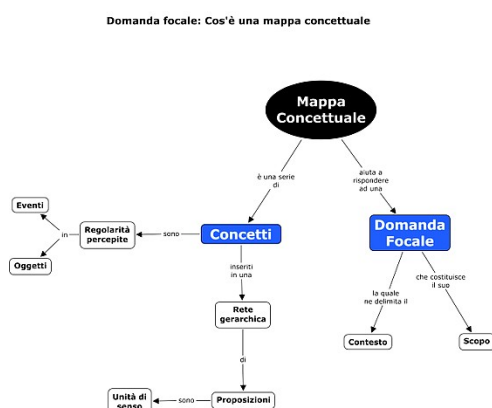 Domanda focale: Cos'è una mappa concettuale
Mappa
Concettuale
è una serie
di
aiuta a
rispondere
ad una
Eventi
in
Regolarità
percepite
sono
Concetti
Domanda
Focale
Oggetti
inseriti
in una
la quale
ne delimita il
che costituisce
il suo
Rete
gerarchica
Contesto
Scopo
di
Unità di
senso
sono
Proposizioni